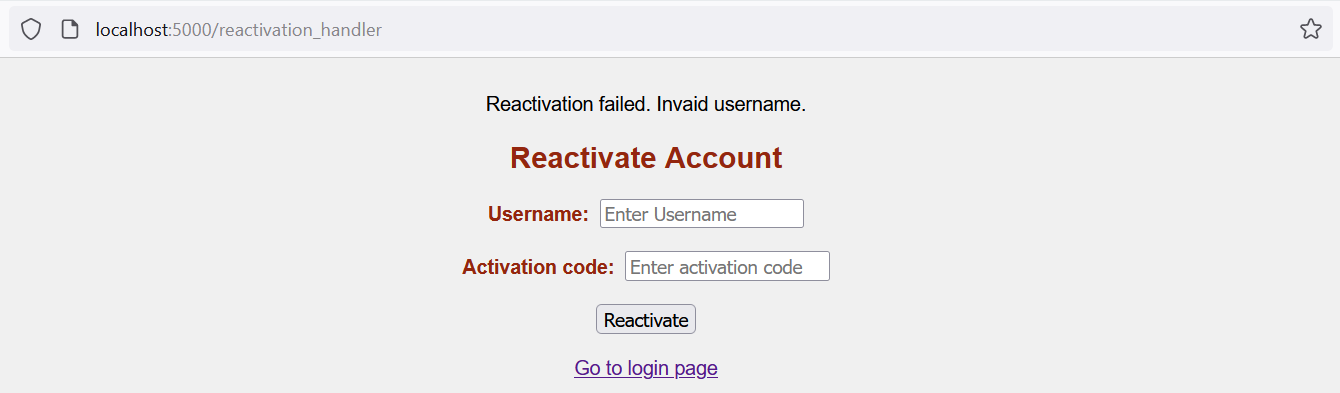 localhost:5000/reactivation_handler
Reactivation failed. Invaid username.
Reactivate Account
Username: Enter Username
Activation code: Enter activation code
Reactivate
Go to login page